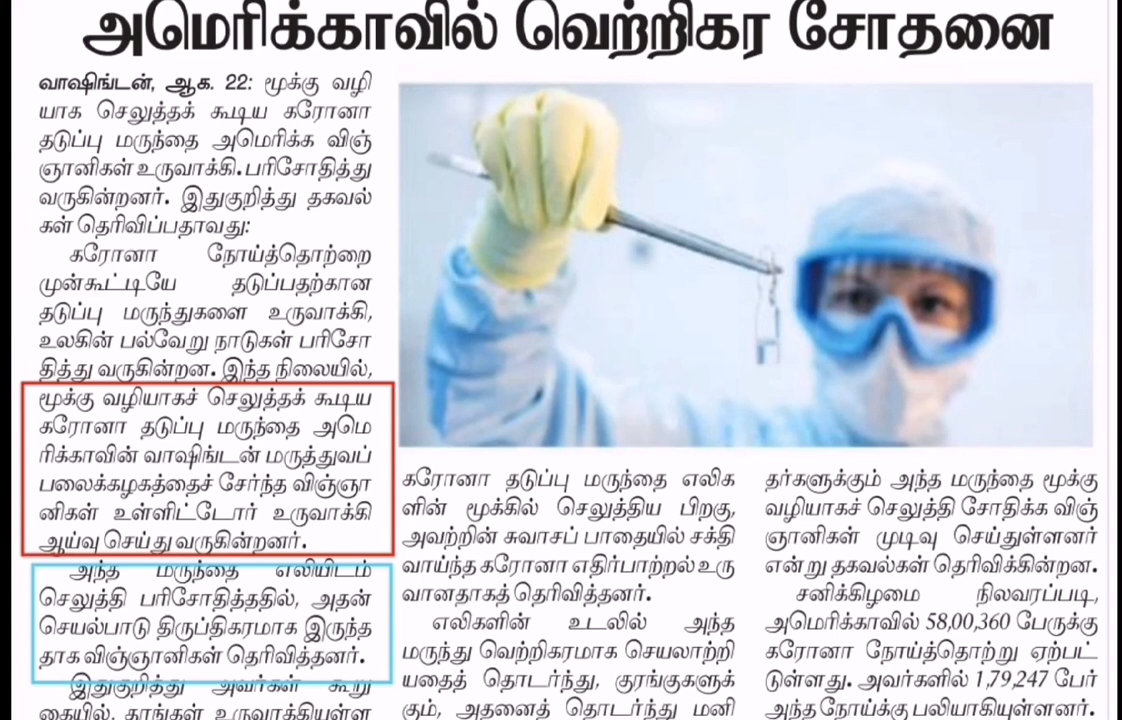 அமெரிக்காவில் வெற்றிகர சோதனை
வாஷிங்டன், ஆக. 22: மூக்கு வழி
யாக செலுத்தக் கூடிய கரோனா
தடுப்பு மருந்தை அமெரிக்க விஞ்
ஞானிகள் உருவாக்கி, பரிசோதித்து
வருகின்றனர். இதுகுறித்து தகவல்
கள் தெரிவிப்பதாவது:
கரோனா நோய்த்தொற்றை
முன்கூட்டியே தடுப்பதற்கான
தடுப்பு மருந்துகளை உருவாக்கி,
உலகின் பல்வேறு நாடுகள் பரிசோ
தித்து வருகின்றன. இந்த நிலையில்,
மூக்கு வழியாகச் செலுத்தக் கூடிய
கரோனா தடுப்பு மருந்தை அமெ
ரிக்காவின் வாஷிங்டன் மருத்துவப்
பலைக்கழகத்தைச் சேர்ந்த விஞ்ஞா
னிகள் உள்ளிட்டோர் உருவாக்கி
ஆய்வு செய்து வருகின்றனர்.
அந்த மருந்தை எலியிடம்
செலுத்தி பரிசோதித்ததில், அதன்
செயல்பாடு திருப்திகரமாக இருந்த
தாக விஞ்ஞானிகள் தெரிவித்தனர்.
இதுகுறித்து அவர்கள் கூறு
கையில், தாங்கள் உருவாக்கியுள்ள
கரோனா தடுப்பு மருந்தை எலிக
ளின் மூக்கில் செலுத்திய பிறகு,
அவற்றின் சுவாசப் பாதையில் சக்தி
வாய்ந்த கரோனா எதிர்பாற்றல் உரு
வானதாகத் தெரிவித்தனர்.
எலிகளின் உடலில் அந்த
மருந்து வெற்றிகரமாக செயலாற்றி
யதைத் தொடர்ந்து, குரங்குகளுக்
கும், அதனைத் தொடர்ந்து மனி
தர்களுக்கும் அந்த மருந்தை மூக்கு
வழியாகச் செலுத்தி சோதிக்க விஞ்
ஞானிகள் முடிவு செய்துள்ளனர்
என்று தகவல்கள் தெரிவிக்கின்றன.
சனிக்கிழமை நிலவரப்படி,
அமெரிக்காவில் 58,00,360 பேருக்கு
கரோனா நோய்த்தொற்று ஏற்பட்
டுள்ளது. அவர்களில் 1,79,247 பேர்
அந்த நோய்க்கு பலியாகியுள்ளனர்.